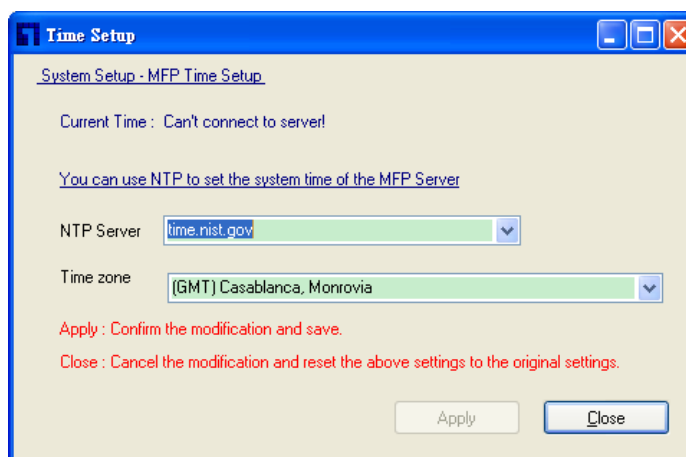 Time Setup
System Setup - MFP Time Setup
Current Time : Can't connect to server!
You can use NTP to set the system time of the MFP Server
NTP Server time.nist.gov
Time zone (GMT) Casablanca, Monrovia
Apply : Confirm the modification and save.
Close : Cancel the modification and reset the above settings to the original settings.
Apply Close